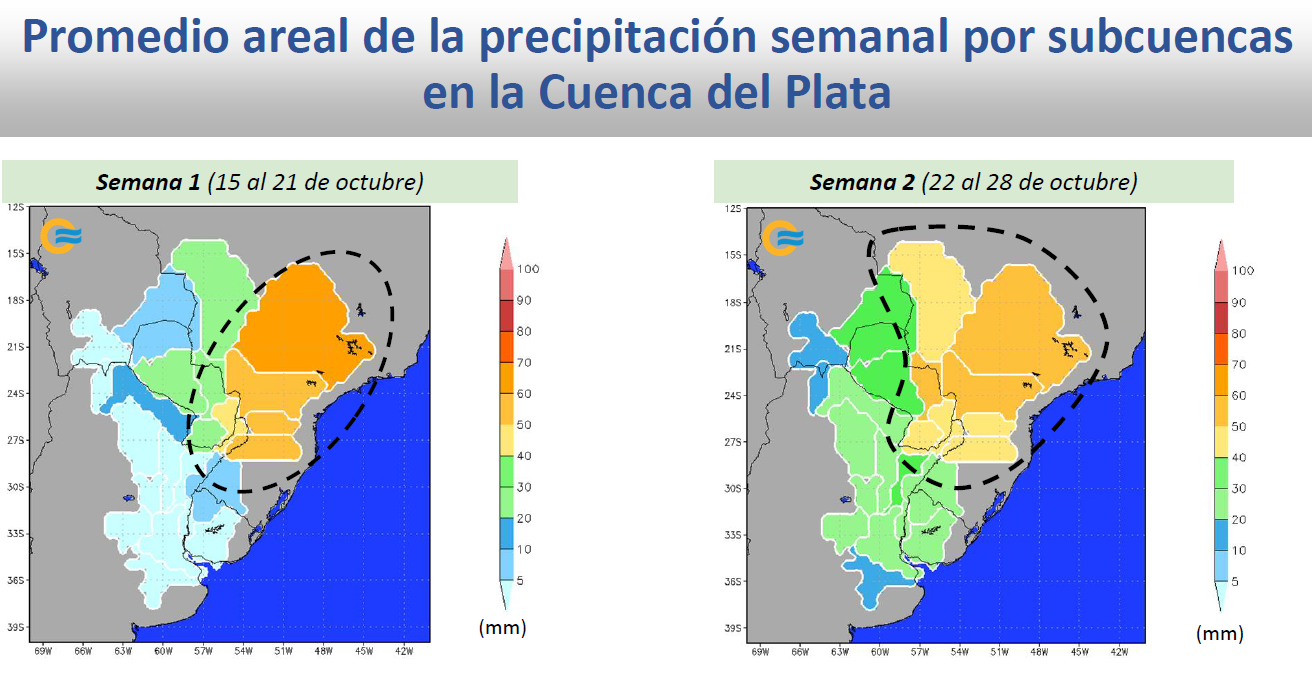 Promedio areal de la precipitación semanal por subcuencas
en la Cuenca del Plata
Semana 1 (15 al 21 de octubre)
12S
15S
18S
21S
24S
27S
30S
33S
36S
39S
69W 66W 63W 60W 57W 54W 51W 48W 45W 42W
100
90
80
70
60
50
40
30
20
10
5
(mm)
Semana 2 (22 al 28 de octubre)
12S
15S
18S
21S
24S
27S
30S
33S
36S
39S
69W 66W 63W 60W 57W 54W 51W 48W 45W 42W
100
90
80
70
60
50
40
30
20
10
5
(mm)